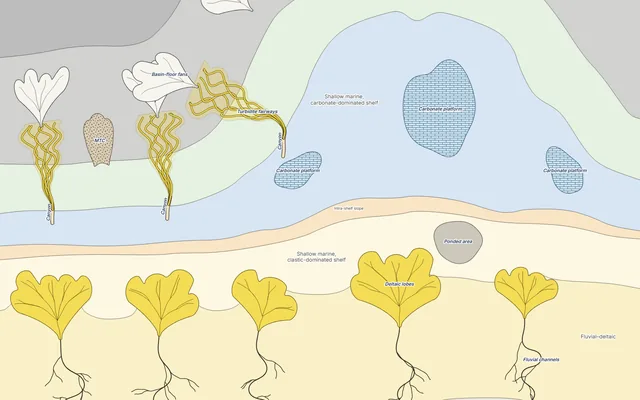 Basin-floor fans
Turbidite fairways
Shallow marine,
carbonate-dominated shelf
Carbonate platform
MTC
Canyon
Carbonate platform
Carbonate platform
Canyon
Canyon
Intra-shelf slope
Ponded area
Shallow marine,
clastic-dominated shelf
Deltaic lobes
Fluvial-deltaic
Fluvial channels